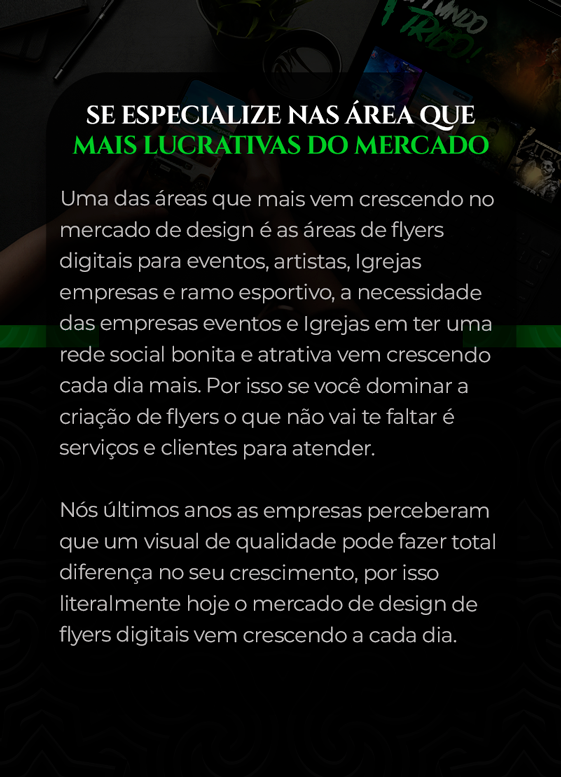 TUDO!
SE ESPECIALIZE NAS ÁREA QUE
MAIS LUCRATIVAS DO MERCADO
Uma das áreas que mais vem crescendo no
mercado de design é as áreas de flyers
digitais para eventos, artistas, Igrejas
empresas e ramo esportivo, a necessidade
das empresas eventos e Igrejas em ter uma
rede social bonita e atrativa vem crescendo
cada dia mais. Por isso se você dominar a
criação de flyers o que não vai te faltar é
serviços e clientes para atender.
Nós últimos anos as empresas perceberam
que um visual de qualidade pode fazer total
diferença no seu crescimento, por isso
literalmente hoje o mercado de design de
flyers digitais vem crescendo a cada dia.